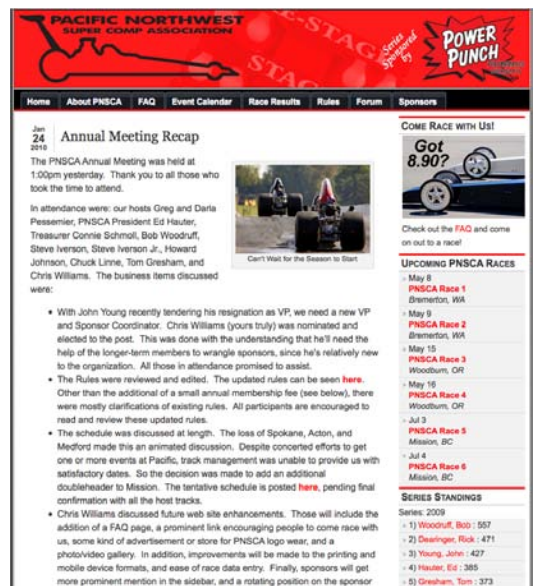 PACIFIC NORTHWEST
SUPER COMP ASSOCIATION
Series
Sponsored
by
POWER
PUNCH
Home About PNSCA FAQ Event Calendar Race Results Rules Forum Sponsors
Jan
24
2010
Annual Meeting Recap
The PNSCA Annual Meeting was held at
1:00pm yesterday. Thank you to all those who
took the time to attend.
In attendance were: our hosts Greg and Darla
Pessemier, PNSCA President Ed Hauter,
Treasurer Connie Schmoll, Bob Woodruff,
Steve Iverson, Steve Iverson Jr., Howard
Johnson, Chuck Linne, Tom Gresham, and
Chris Williams. The business items discussed
were:
Can't Wait for the Season to Start
• With John Young recently tendering his resignation as VP, we need a new VP
and Sponsor Coordinator. Chris Williams (yours truly) was nominated and
elected to the post. This was done with the understanding that he'll need the
help of the longer-term members to wrangle sponsors, since he's relatively new
to the organization. All those in attendance promised to assist.
• The Rules were reviewed and edited. The updated rules can be seen here.
Other than the additional of a small annual membership fee (see below), there
were mostly clarifications of existing rules. All participants are encouraged to
read and review these updated rules.
• The schedule was discussed at length. The loss of Spokane, Acton, and
Medford made this an animated discussion. Despite concerted efforts to get
one or more events at Pacific, track management was unable to provide us with
satisfactory dates. So the decision was made to add an additional
doubleheader to Mission. The tentative schedule is posted here, pending final
confirmation with all the host tracks.
• Chris Williams discussed future web site enhancements. Those will include the
addition of a FAQ page, a prominent link encouraging people to come race with
us, some kind of advertisement or store for PNSCA logo wear, and a
photo/video gallery. In addition, improvements will be made to the printing and
mobile device formats, and ease of race data entry. Finally, sponsors will get
more prominent mention in the sidebar, and a rotating position on the sponsor
COME RACE WITH US!
Got
8.90?
Check out the FAQ and come
on out to a race!
UPCOMING PNSCA RACES
» May 8
PNSCA Race 1
Bremerton, WA
» May 9
PNSCA Race 2
Bremerton, WA
» May 15
PNSCA Race 3
Woodburn, OR
» May 16
PNSCA Race 4
Woodburn, OR
» Jul 3
PNSCA Race 5
Mission, BC
» Jul 4
PNSCA Race 6
Mission, BC
SERIES STANDINGS
Series: 2009
» 1) Woodruff, Bob : 557
» 2) Dearinger, Rick : 471
» 3) Young, John : 427
» 4) Hauter, Ed : 385
» 5) Gresham, Tom : 373